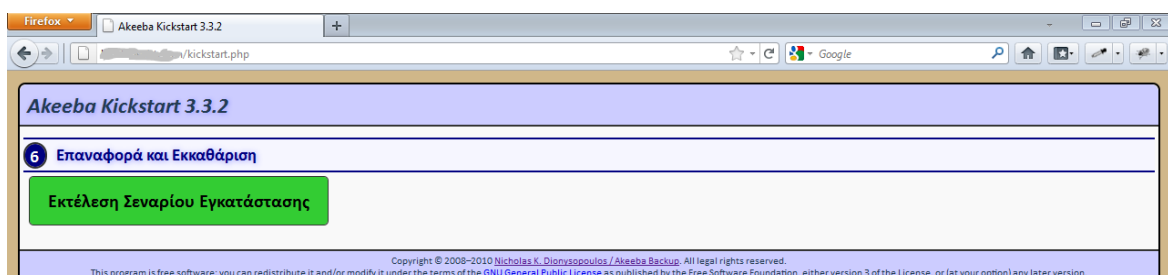 Firefox
Akeeba Kickstart 3.3.2
/kickstart.php
Google
Akeeba Kickstart 3.3.2
6 Επαναφορά και Εκκαθάριση
Εκτέλεση Σεναρίου Εγκατάστασης
Copyright © 2008–2010 Nicholas K. Dionysopoulos / Akeeba Backup. All legal rights reserved.
This program is free software: you can redistribute it and/or modify it under the terms of the GNU General Public License as published by the Free Software Foundation, either version 3 of the License, or (at your option) any later version.